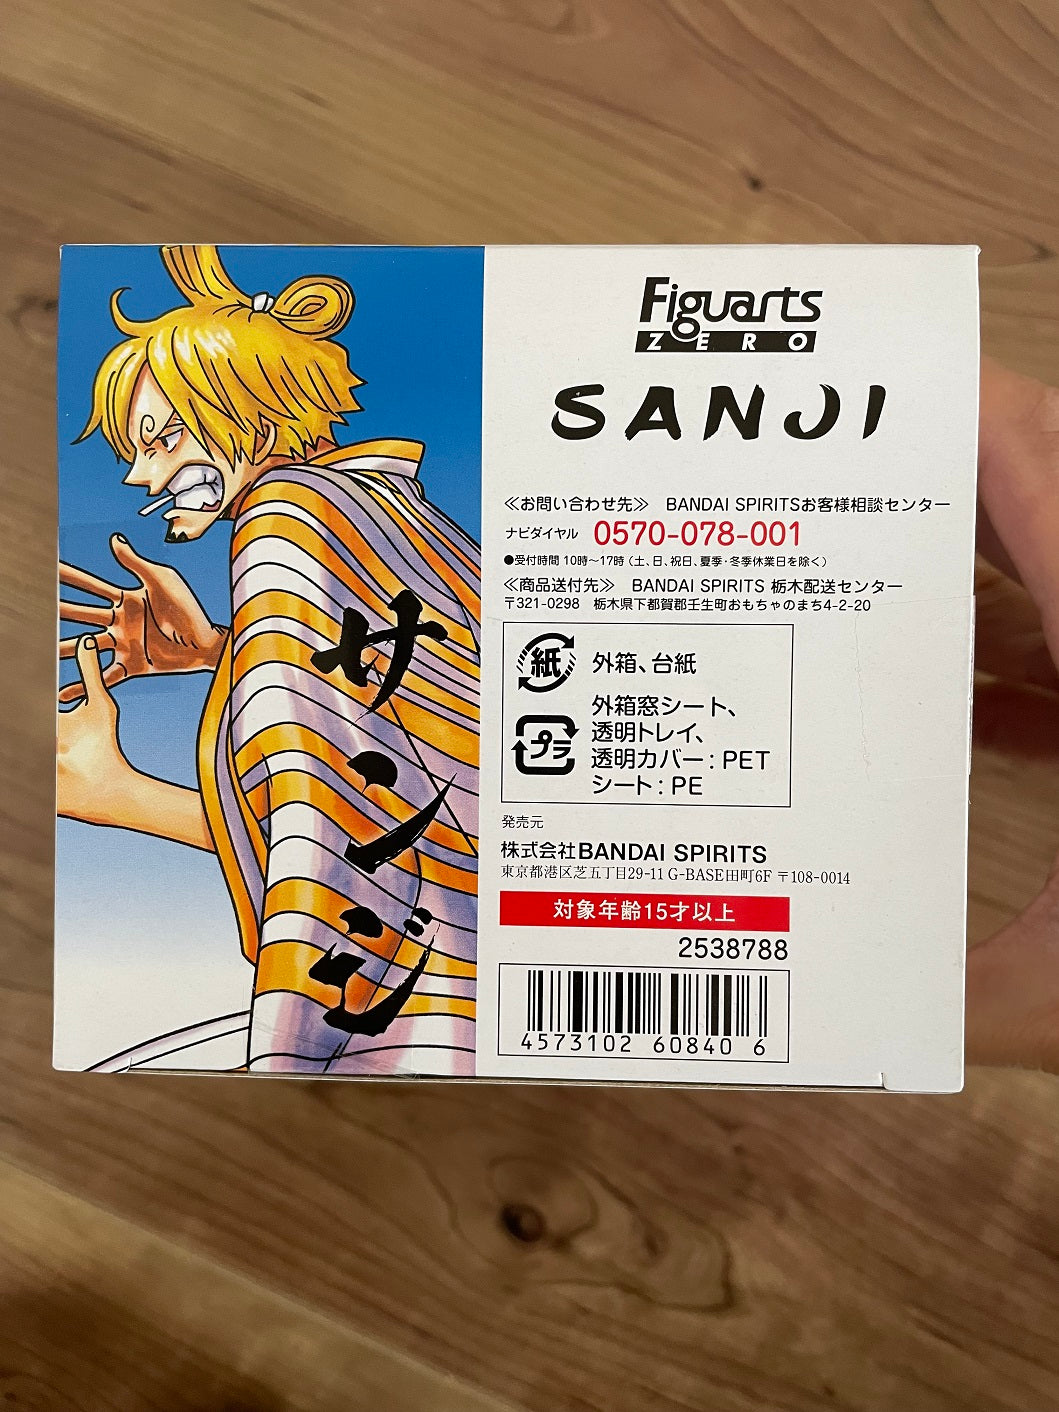 Figuarts
ZERO
SANJI
サンジ
≪お問い合わせ先≫ BANDAI SPIRITSお客様相談センター
ナビダイヤル 0570-078-001
●受付時間 10時〜17時（土、日、祝日、夏季・冬季休業日を除く）
≪商品送付先≫ BANDAI SPIRITS 栃木配送センター
〒321-0298 栃木県下都賀郡壬生町おもちゃのまち4-2-20
紙 外箱、台紙
プラ 外箱窓シート、
透明トレイ、
透明カバー：PET
シート：PE
発売元
株式会社BANDAI SPIRITS
東京都港区芝五丁目29-11 G-BASE田町6F 〒108-0014
対象年齢15才以上
2538788
4573102 60840 6